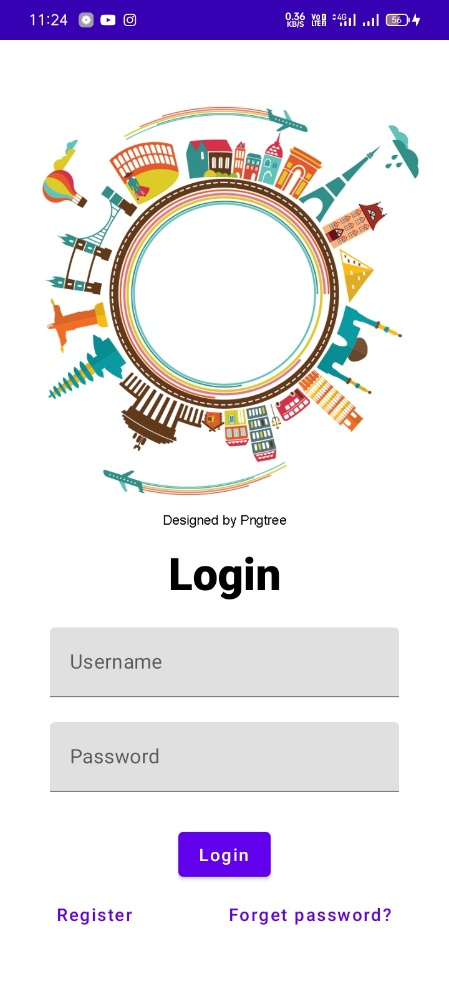 11:24 0.36 KB/S Vo LTE 4G 56
Designed by Pngtree
Login
Username
Password
Login
Register Forget password?